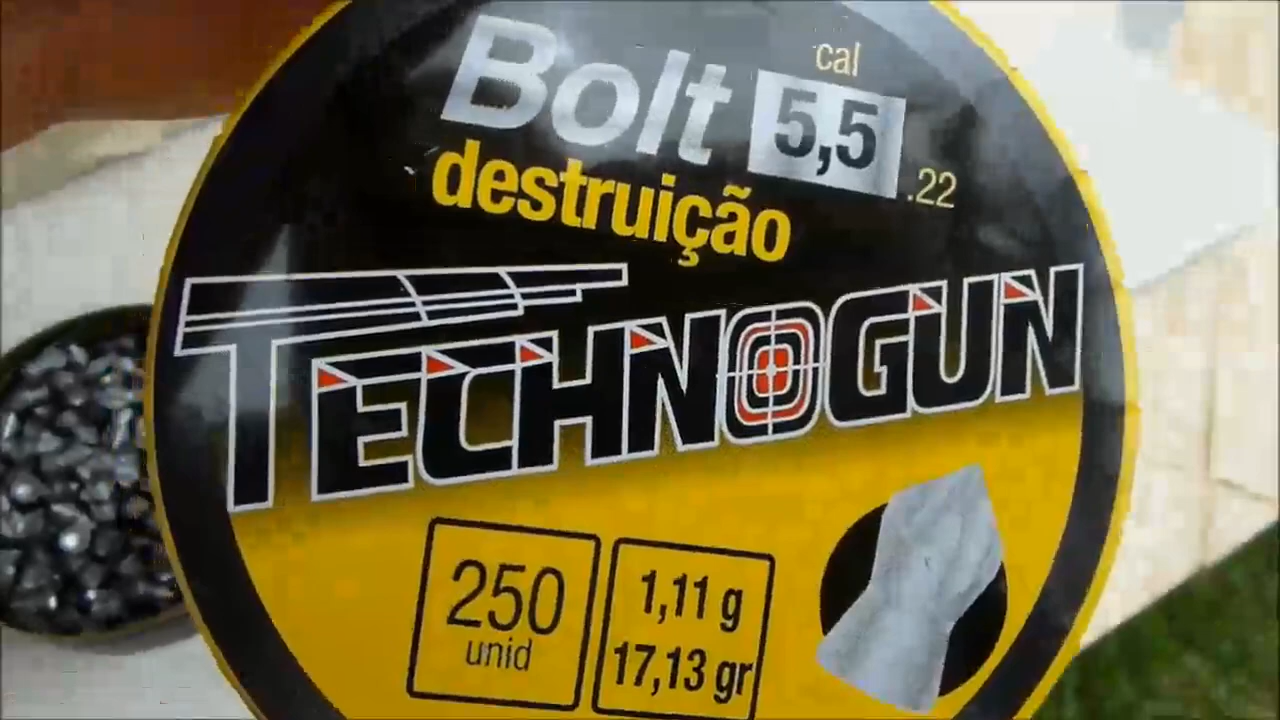 cal
Bolt 5,5 .22
destruição
TECHNOGUN
250
unid
1,11 g
17,13 gr